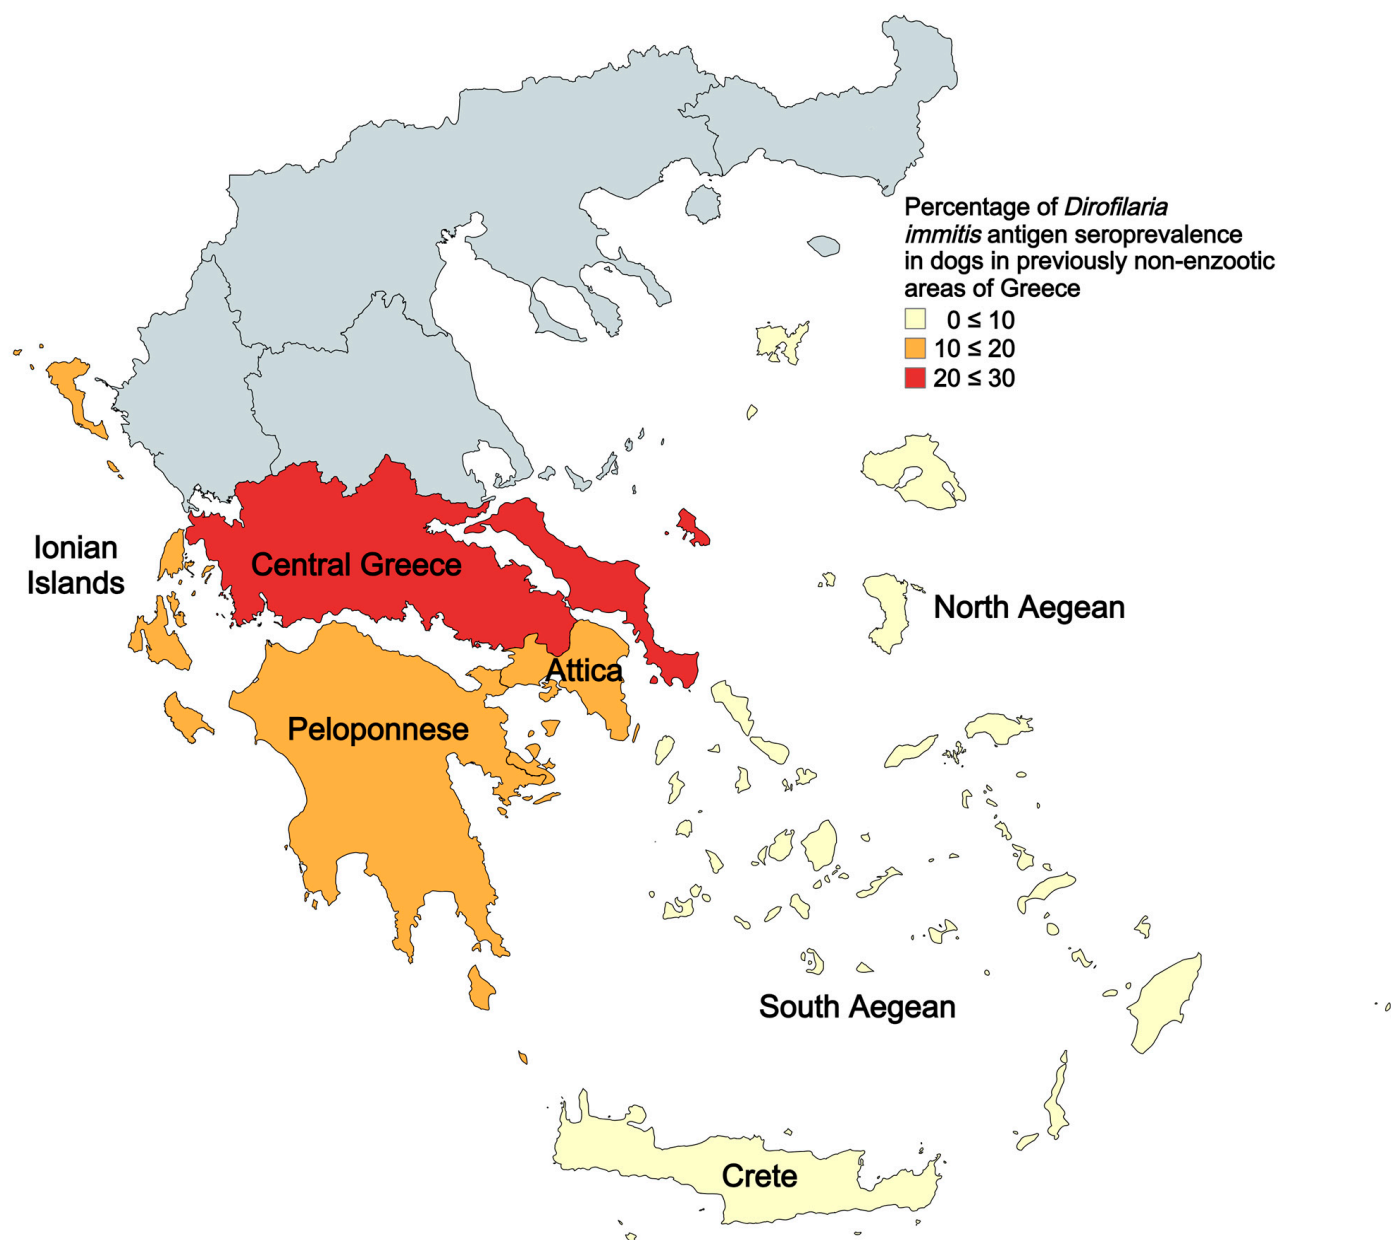 Percentage of Dirofilaria
immitis antigen seroprevalence
in dogs in previously non-enzootic
areas of Greece
0 ≤ 10
10 ≤ 20
20 ≤ 30
Ionian
Islands
Central Greece
North Aegean
Attica
Peloponnese
South Aegean
Crete